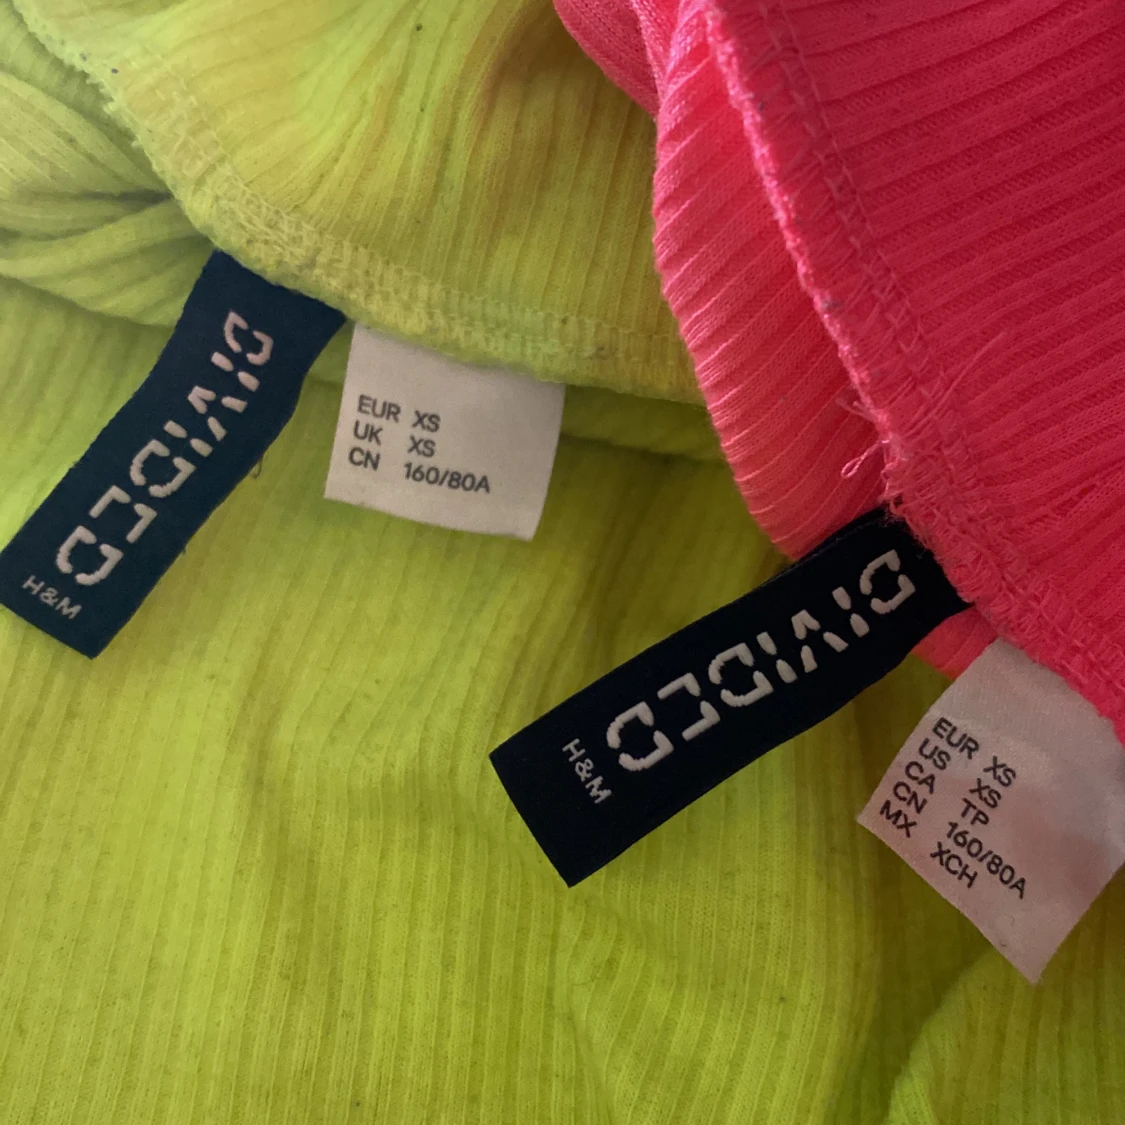 DIVIDED
H&M
EUR XS
UK XS
CN 160/80A
DIVIDED
H&M
EUR XS
US XS
CA TP
CN 160/80A
MX XCH